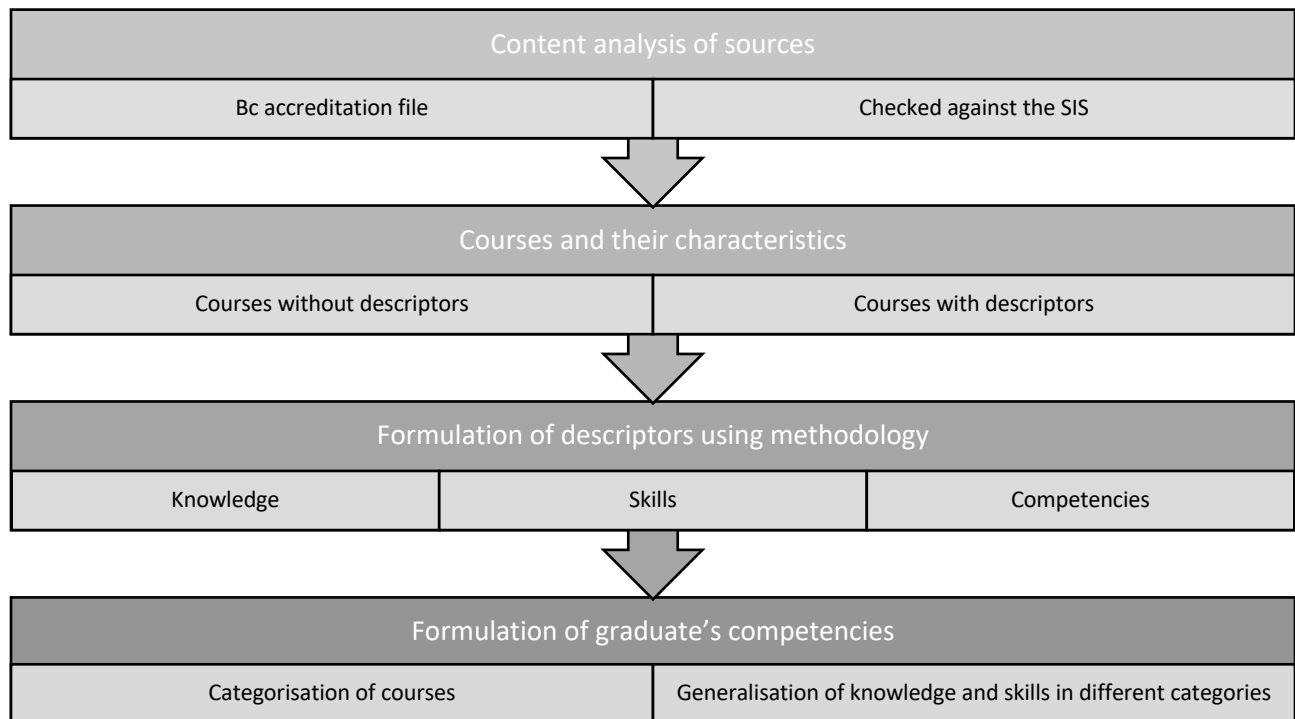 Content analysis of sources
Bc accreditation file
Checked against the SIS
Courses and their characteristics
Courses without descriptors
Courses with descriptors
Formulation of descriptors using methodology
Knowledge
Skills
Competencies
Formulation of graduate’s competencies
Categorisation of courses
Generalisation of knowledge and skills in different categories